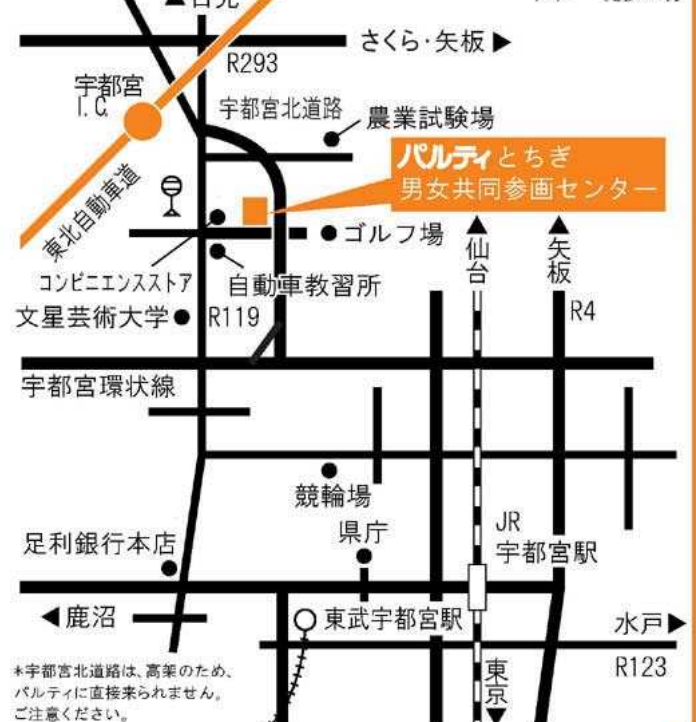 ▲日光
さくら・矢板▶
R293
宇都宮
I.C.
宇都宮北道路
農業試験場
パルティとちぎ
男女共同参画センター
東北自動車道
ゴルフ場
▲仙台
▲矢板
コンビニエンスストア
自動車教習所
文星芸術大学
R119
R4
宇都宮環状線
競輪場
県庁
JR
宇都宮駅
足利銀行本店
◀鹿沼
東武宇都宮駅
水戸▶
R123
東京▼
*宇都宮北道路は、高架のため、
パルティに直接来られません。
ご注意ください。